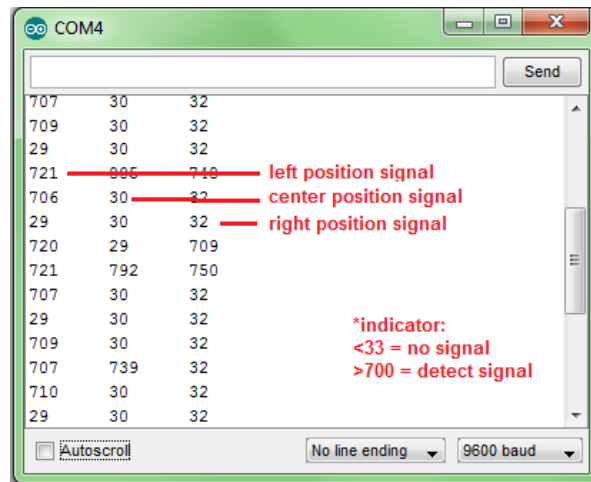 COM4
Send
707 30 32
709 30 32
29 30 32
721 left position signal
706 30 32 center position signal
29 30 32 right position signal
720 29 709
721 792 750
707 30 32
29 30 32 *indicator:
709 30 32 <33 = no signal
707 739 32 >700 = detect signal
710 30 32
29 30 32
Autoscroll No line ending 9600 baud